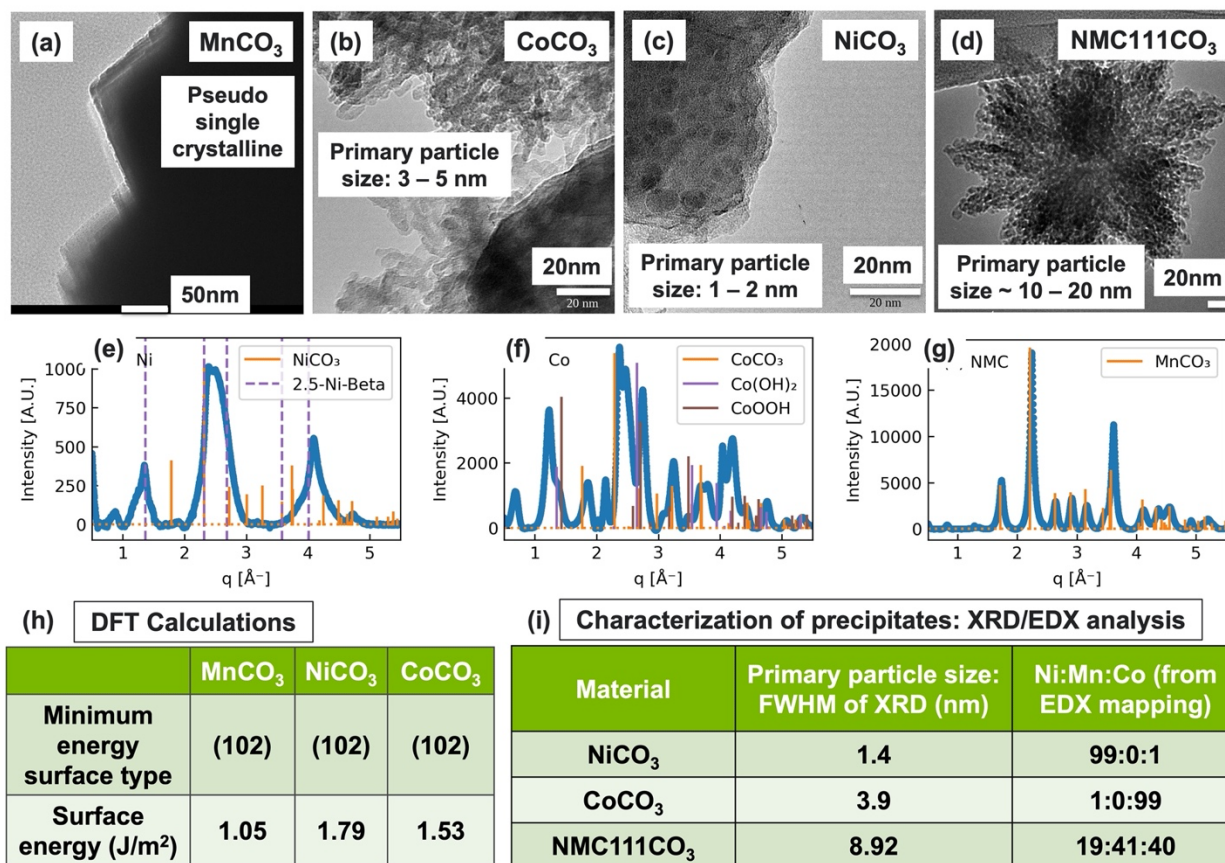 (a)
MnCO₃
Pseudo
single
crystalline
50nm
(b)
CoCO₃
Primary particle
size: 3 – 5 nm
20nm
20 nm
(c)
NiCO₃
Primary particle
size: 1 – 2 nm
20nm
20 nm
(d)
NMC111CO₃
Primary particle
size ~ 10 – 20 nm
20nm
(e)
Ni
NiCO₃
2.5-Ni-Beta
Intensity [A.U.]
1000
750
500
250
0
1 2 3 4 5
q [Å⁻]
(f)
Co
CoCO₃
Co(OH)₂
CoOOH
Intensity [A.U.]
4000
2000
0
1 2 3 4 5
q [Å⁻]
(g)
NMC
MnCO₃
Intensity [A.U.]
20000
15000
10000
5000
0
1 2 3 4 5
q [Å⁻]
(h) DFT Calculations
MnCO₃ NiCO₃ CoCO₃
Minimum
energy
surface type
(102) (102) (102)
Surface
energy (J/m²)
1.05 1.79 1.53
(i) Characterization of precipitates: XRD/EDX analysis
Material
Primary particle size:
FWHM of XRD (nm)
Ni:Mn:Co (from
EDX mapping)
NiCO₃ 1.4 99:0:1
CoCO₃ 3.9 1:0:99
NMC111CO₃ 8.92 19:41:40